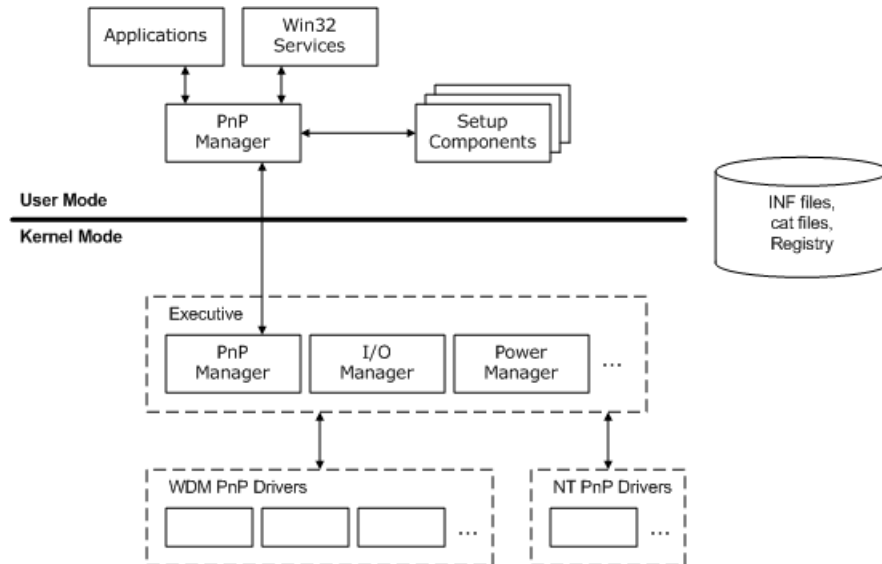 Applications
Win32
Services
PnP
Manager
Setup
Components
User Mode
Kernel Mode
INF files,
cat files,
Registry
Executive
PnP
Manager
I/O
Manager
Power
Manager
...
WDM PnP Drivers
...
NT PnP Drivers
...